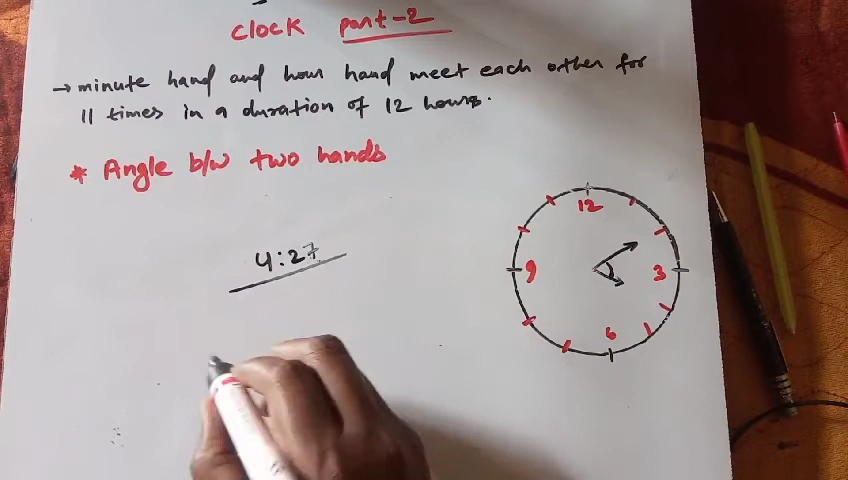 clock part-2
→ minute hand and hour hand meet each other for
11 times in a duration of 12 hours.
* Angle b/w two hands
4:27
12
9
3
6